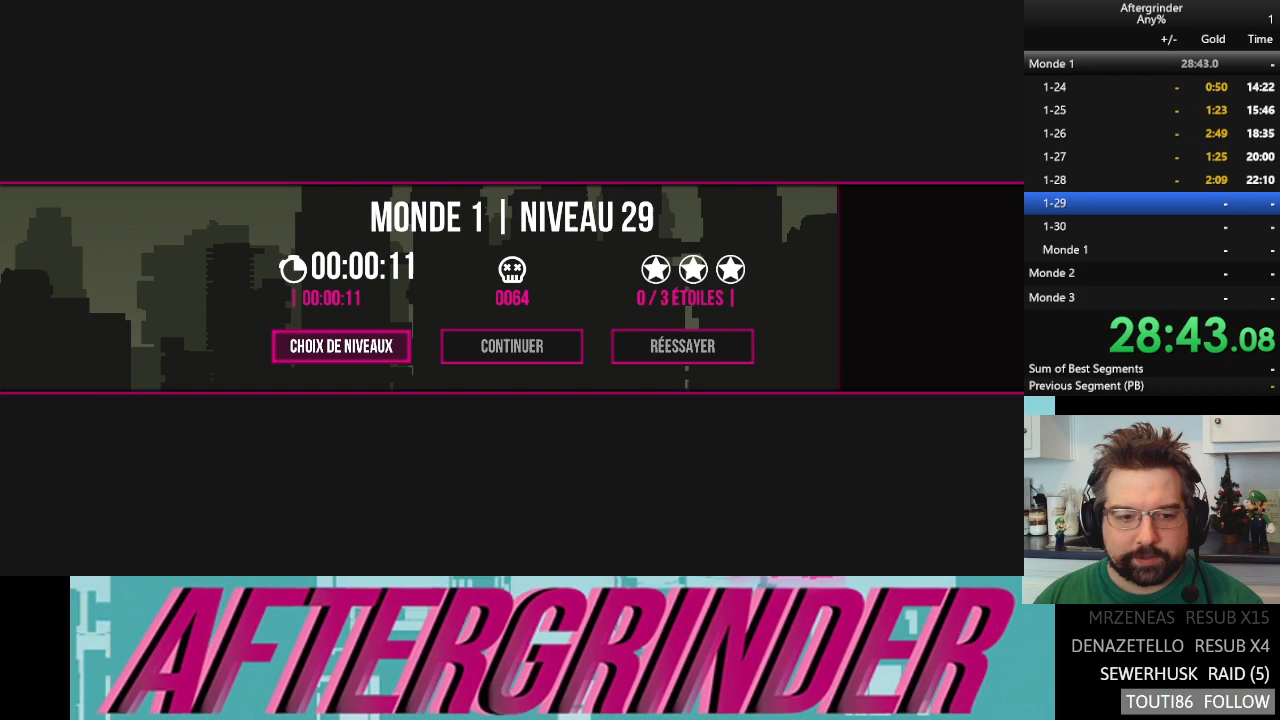 MONDE 1 | NIVEAU 29
00:00:11
| 00:00:11
0064
0 / 3 ÉTOILES |
CHOIX DE NIVEAUX
CONTINUER
RÉESSAYER
Aftergrinder
Any% 1
+/- Gold Time
Monde 1 28:43.0 -
1-24 - 0:50 14:22
1-25 - 1:23 15:46
1-26 - 2:49 18:35
1-27 - 1:25 20:00
1-28 - 2:09 22:10
1-29 - -
1-30 - -
Monde 1 - -
Monde 2 - -
Monde 3 - -
28:43.08
Sum of Best Segments -
Previous Segment (PB) -
AFTERGRINDER
MRZENEAS RESUB X15
DENAZETELLO RESUB X4
SEWERHUSK RAID (5)
TOUTI86 FOLLOW